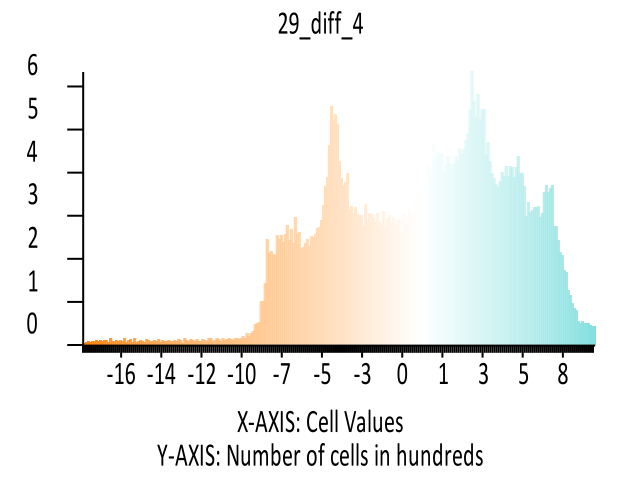 29_diff_4
6
5
4
3
2
1
0
-16 -14 -12 -10 -7 -5 -3 0 1 3 5 8
X-AXIS: Cell Values
Y-AXIS: Number of cells in hundreds